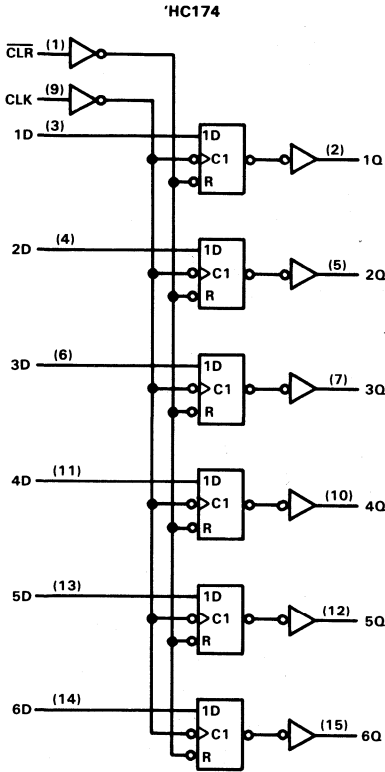 'HC174
CLR (1)
CLK (9)
1D (3) 1D (2) 1Q
C1
R
2D (4) 1D (5) 2Q
C1
R
3D (6) 1D (7) 3Q
C1
R
4D (11) 1D (10) 4Q
C1
R
5D (13) 1D (12) 5Q
C1
R
6D (14) 1D (15) 6Q
C1
R